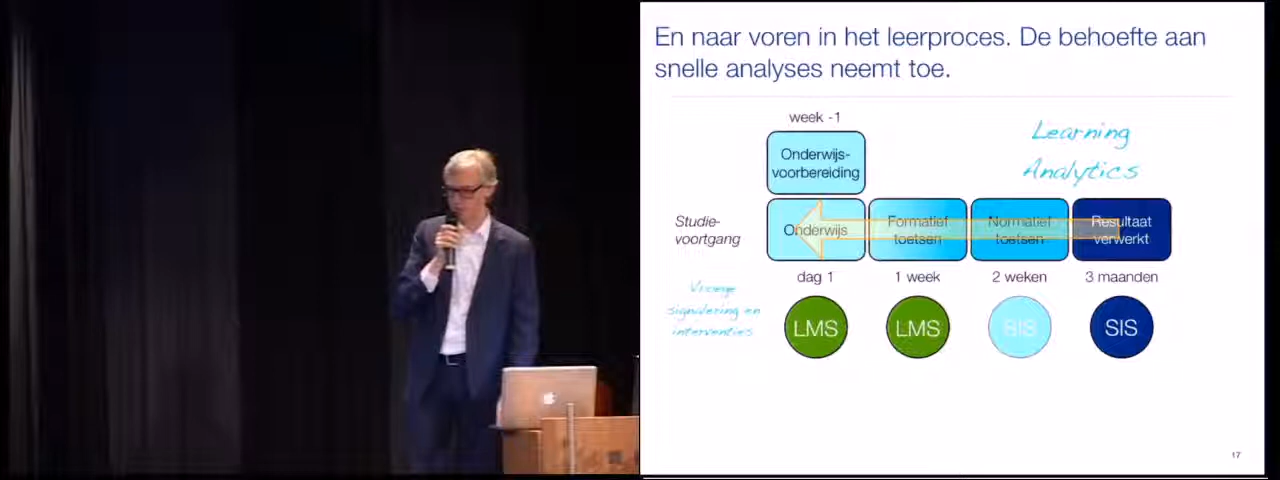 En naar voren in het leerproces. De behoefte aan
snelle analyses neemt toe.
week -1
Learning
Analytics
Onderwijs-
voorbereiding
Studie-
voortgang
Onderwijs
Formatief
toetsen
Normatief
toetsen
Resultaat
verwerkt
dag 1
1 week
2 weken
3 maanden
Vroege
signalering en
interventies
LMS
LMS
SIS
17